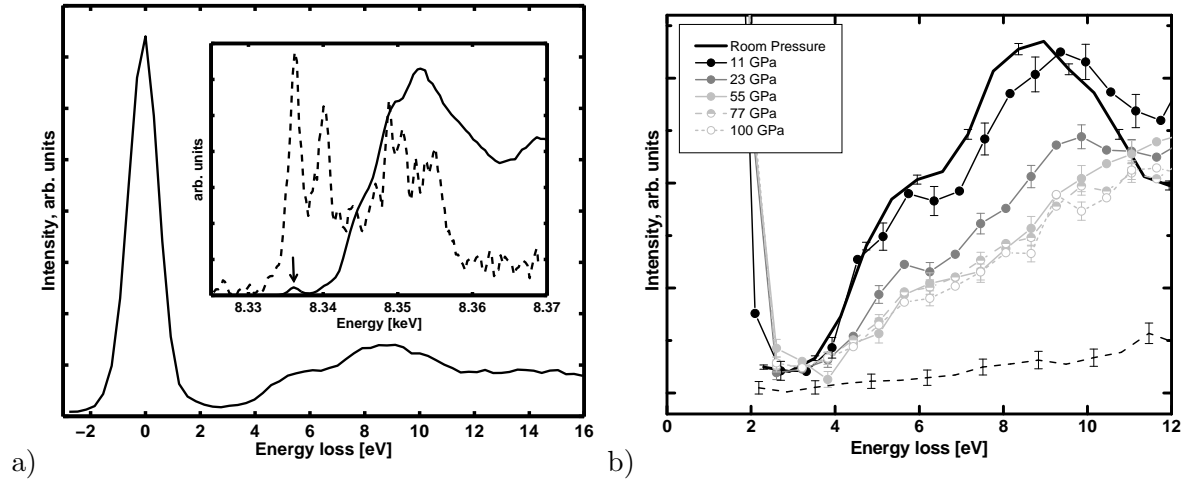 Intensity, arb. units
arb. units
8.33 8.34 8.35 8.36 8.37
Energy [keV]
−2 0 2 4 6 8 10 12 14 16
Energy loss [eV]
a)
Intensity, arb. units
Room Pressure
11 GPa
23 GPa
55 GPa
77 GPa
100 GPa
0 2 4 6 8 10 12
Energy loss [eV]
b)